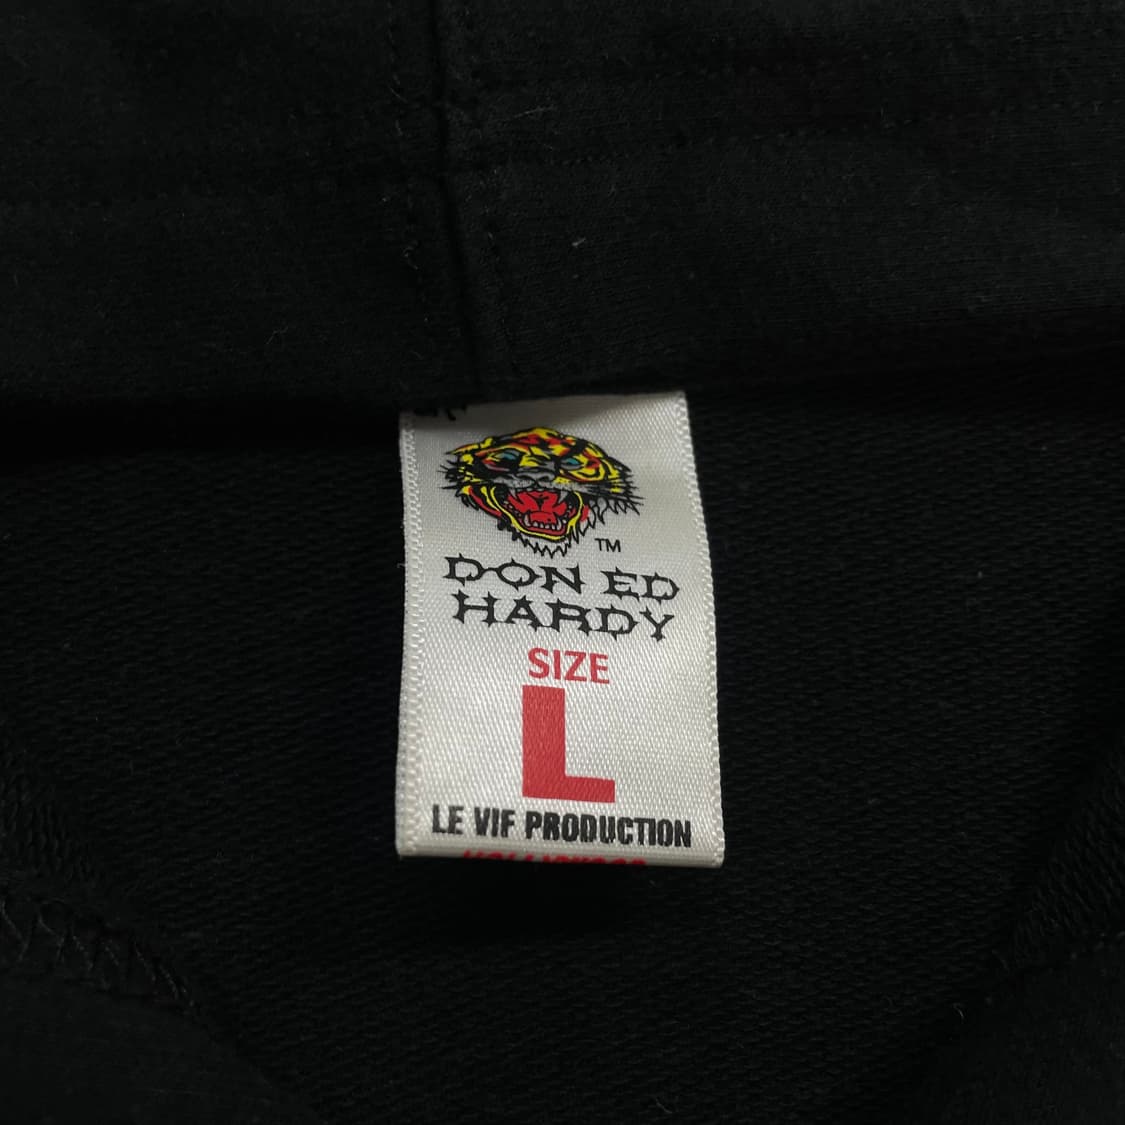 TM
DON ED
HARDY
SIZE
L
LE VIF PRODUCTION